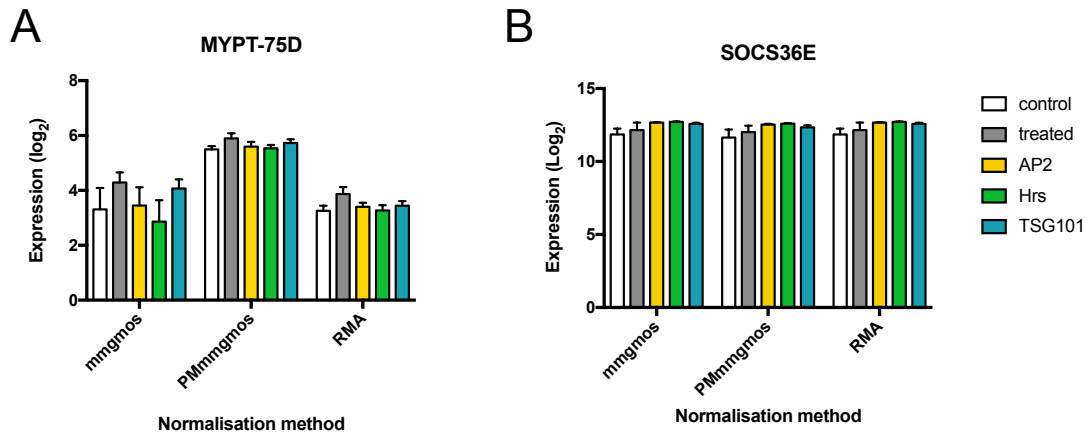 A
MYPT-75D
Expression (log2)
8
6
4
2
0
mmgmos
PMmmgmos
RMA
Normalisation method
B
SOCS36E
Expression (Log2)
15
10
5
0
mmgmos
PMmmgmos
RMA
Normalisation method
control
treated
AP2
Hrs
TSG101